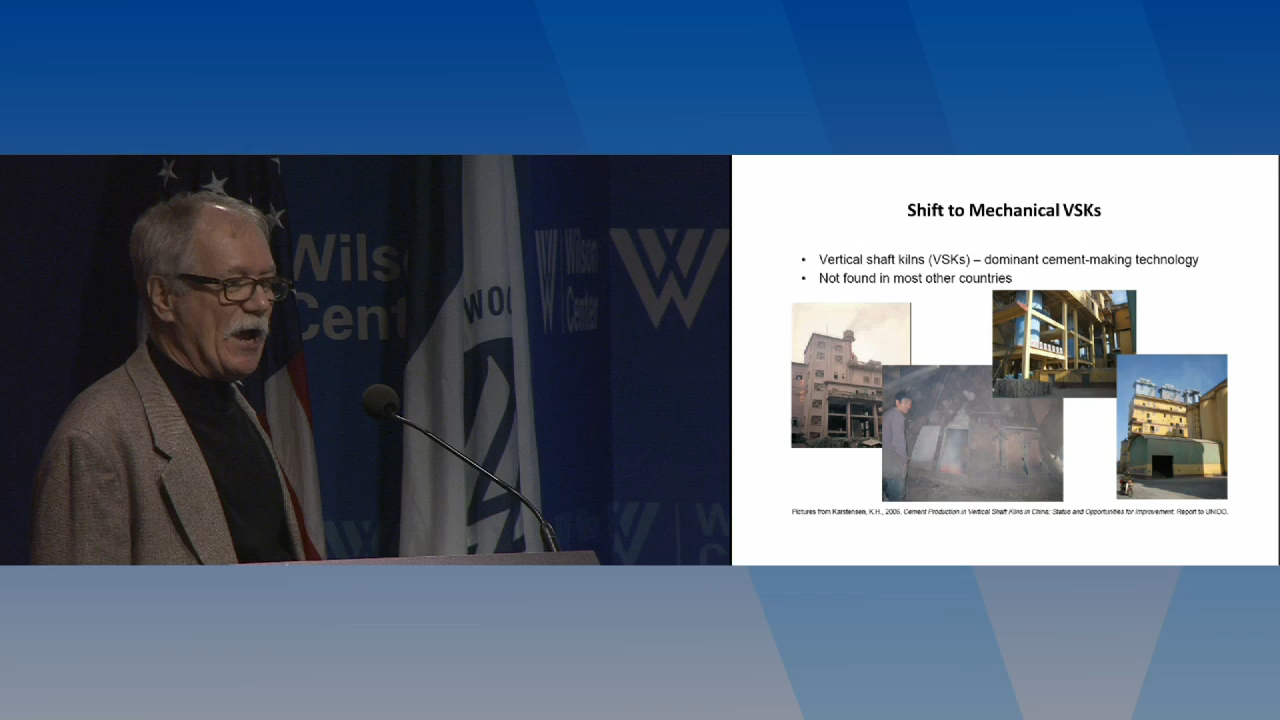 Wils
Cent
WOO
Wilson
Center
Shift to Mechanical VSKs
• Vertical shaft kilns (VSKs) – dominant cement-making technology
• Not found in most other countries
Pictures from Karstensen, K.H., 2006. Cement Production in Vertical Shaft Kilns in China: Status and Opportunities for Improvement. Report to UNIDO.